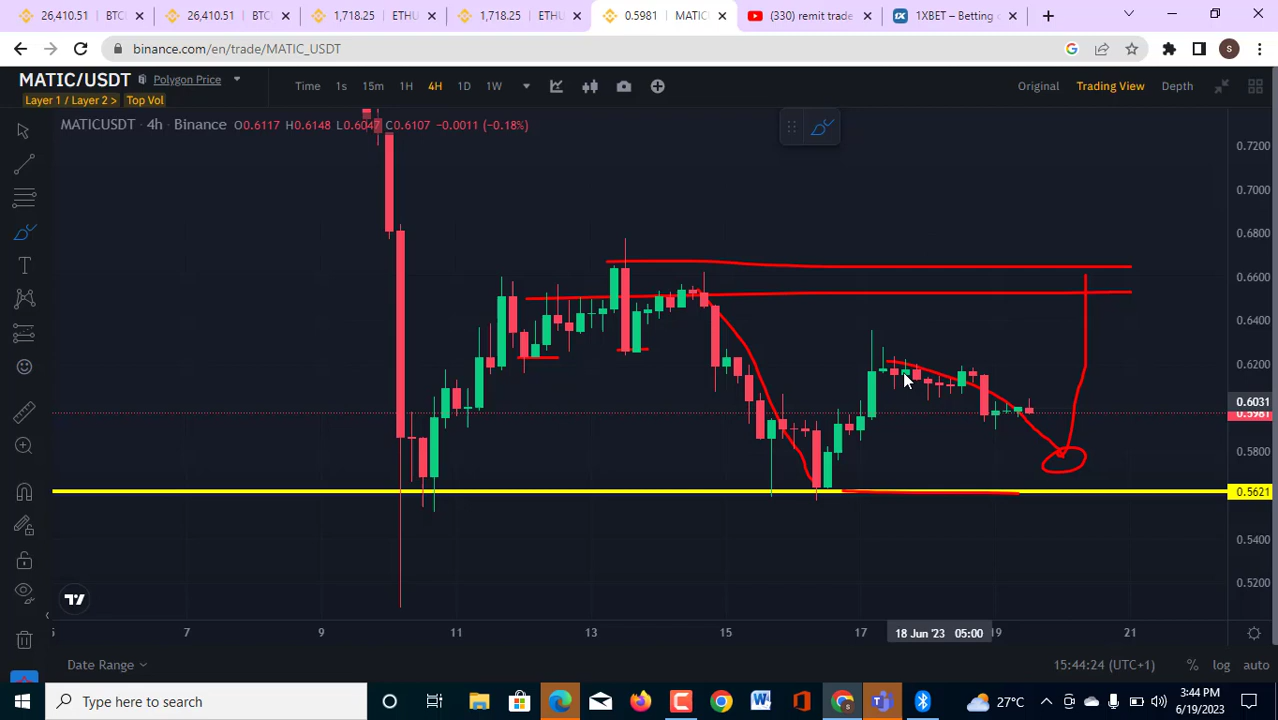 26,410.51 BTC
26,410.51 BTC
1,718.25 ETHU
1,718.25 ETHU
0.5981 MATIC
(330) remit trade
1XBET – Betting
binance.com/en/trade/MATIC_USDT
S
MATIC/USDT Polygon Price
Layer 1 / Layer 2 > Top Vol
Time 1s 15m 1H 4H 1D 1W
Original Trading View Depth
MATICUSDT · 4h · Binance O0.6117 H0.6148 L0.6047 C0.6107 −0.0011 (−0.18%)
0.7200
0.7000
0.6800
0.6600
0.6400
0.6200
0.6031
0.5981
0.5800
0.5621
0.5400
0.5200
7 9 11 13 15 17 18 Jun '23 05:00 19 21
Date Range 15:44:24 (UTC+1) % log auto
Type here to search
27°C
3:44 PM
6/19/2023